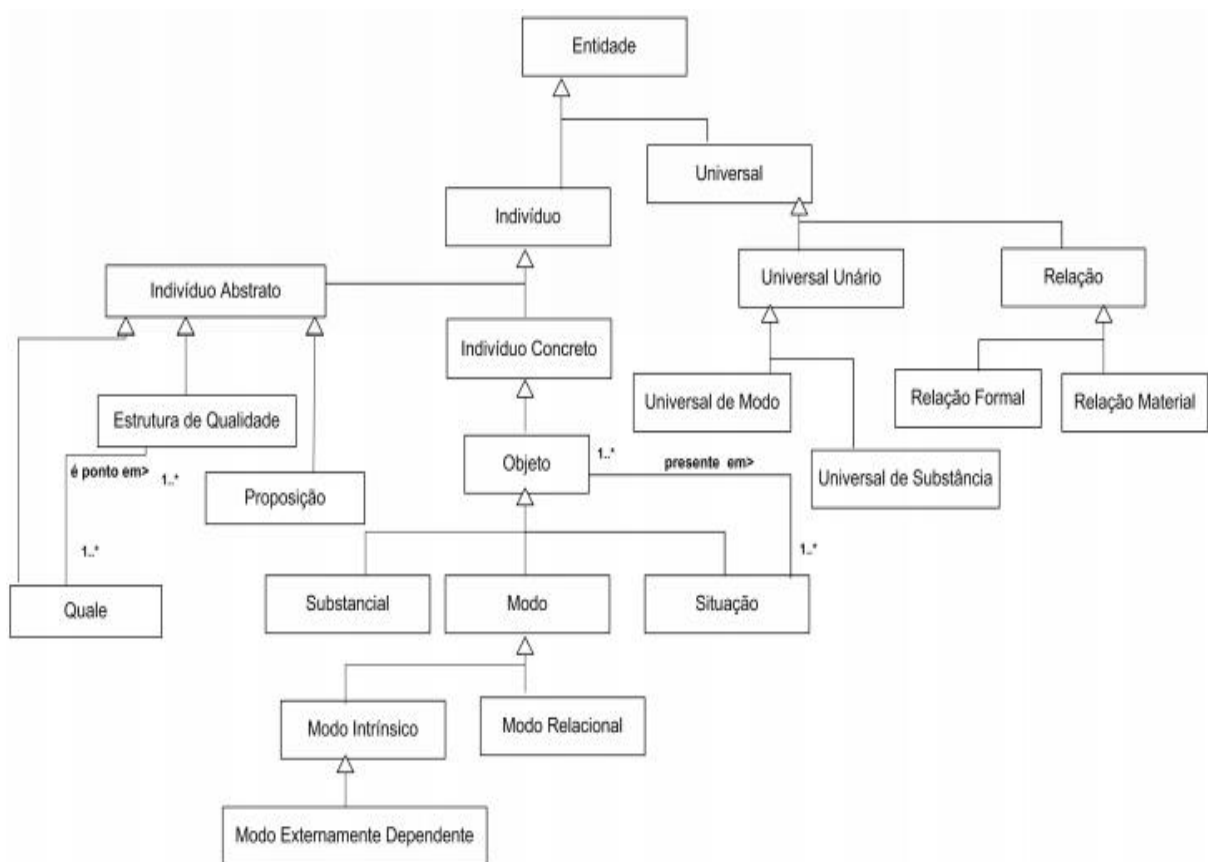 Entidade
Universal
Indivíduo
Indivíduo Abstrato
Universal Unário
Relação
Indivíduo Concreto
Estrutura de Qualidade
Universal de Modo
Relação Formal
Relação Material
é ponto em>
1..*
Objeto
1..*
presente em>
Proposição
Universal de Substância
1..*
1..*
Quale
Substancial
Modo
Situação
Modo Intrínsico
Modo Relacional
Modo Externamente Dependente